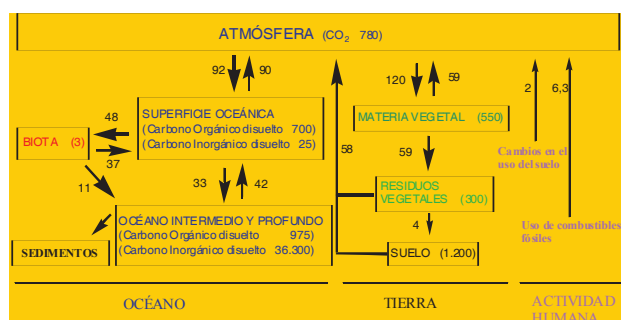 ATMÓSFERA (CO₂ 780)
92
90
120
59
2
6,3
48
SUPERFICIE OCEÁNICA
(Carbono Orgánico disuelto 700)
(Carbono Inorgánico disuelto 25)
MATERIA VEGETAL (550)
BIOTA (3)
37
58
59
Cambios en el
uso del suelo
11
33
42
RESIDUOS
VEGETALES (300)
OCÉANO INTERMEDIO Y PROFUNDO
(Carbono Orgánico disuelto 975)
(Carbono Inorgánico disuelto 36.300)
4
Uso de combustibles
fósiles
SEDIMENTOS
SUELO (1.200)
OCÉANO
TIERRA
ACTIVIDAD
HUMANA